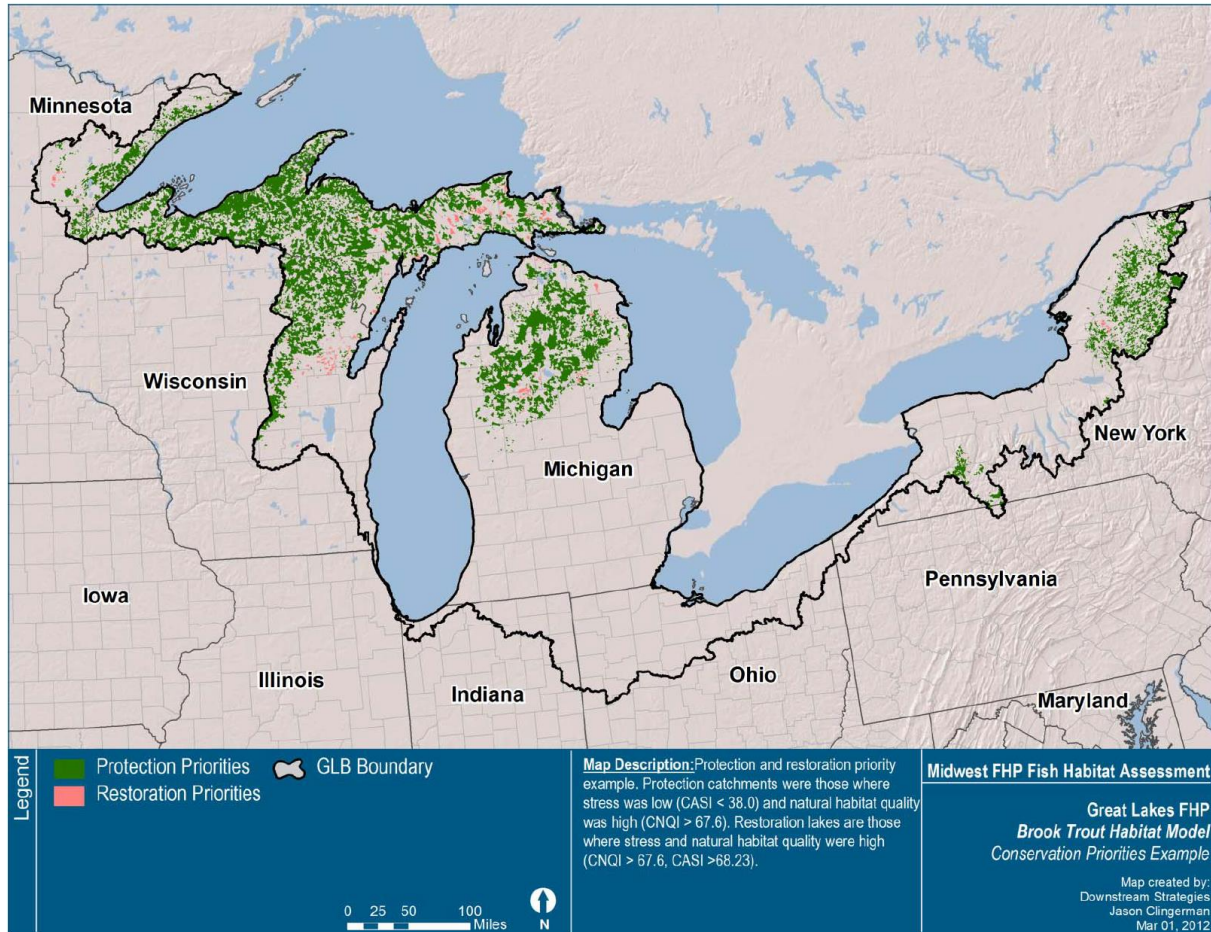 Minnesota
Wisconsin
Michigan
New York
Iowa
Pennsylvania
Illinois
Indiana
Ohio
Maryland
Legend
Protection Priorities
GLB Boundary
Restoration Priorities
0 25 50 100
Miles
N
Map Description:Protection and restoration priority
example. Protection catchments were those where
stress was low (CASI < 38.0) and natural habitat quality
was high (CNQI > 67.6). Restoration lakes are those
where stress and natural habitat quality were high
(CNQI > 67.6, CASI >68.23).
Midwest FHP Fish Habitat Assessment
Great Lakes FHP
Brook Trout Habitat Model
Conservation Priorities Example
Map created by:
Downstream Strategies
Jason Clingerman
Mar 01, 2012